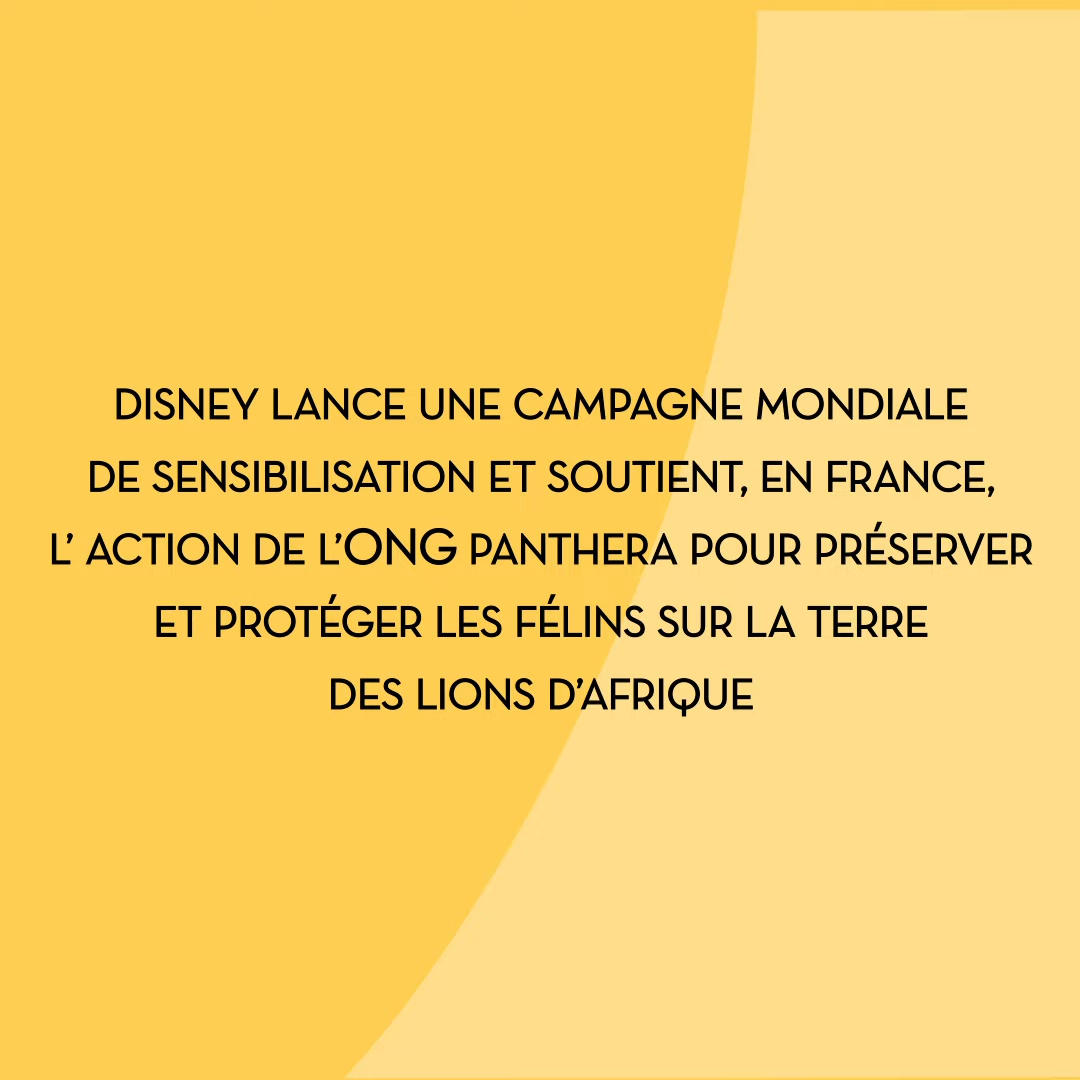 DISNEY LANCE UNE CAMPAGNE MONDIALE
DE SENSIBILISATION ET SOUTIENT, EN FRANCE,
L’ ACTION DE L’ONG PANTHERA POUR PRÉSERVER
ET PROTÉGER LES FÉLINS SUR LA TERRE
DES LIONS D’AFRIQUE